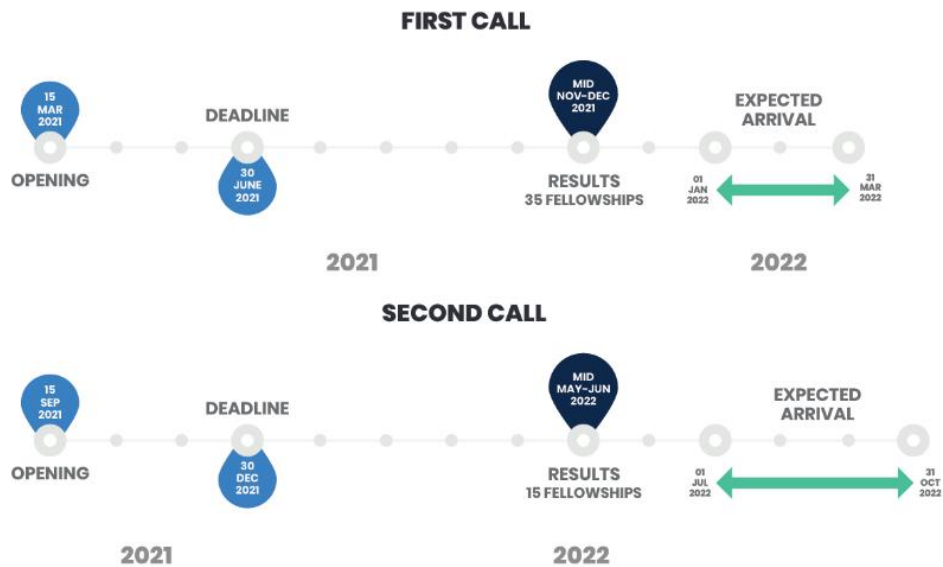 FIRST CALL
15
MAR
2021
OPENING
DEADLINE
30
JUNE
2021
MID
NOV-DEC
2021
RESULTS
35 FELLOWSHIPS
EXPECTED
ARRIVAL
01
JAN
2022
31
MAR
2022
2021
2022
SECOND CALL
15
SEP
2021
OPENING
DEADLINE
30
DEC
2021
MID
MAY-JUN
2022
RESULTS
15 FELLOWSHIPS
EXPECTED
ARRIVAL
01
JUL
2022
31
OCT
2022
2021
2022